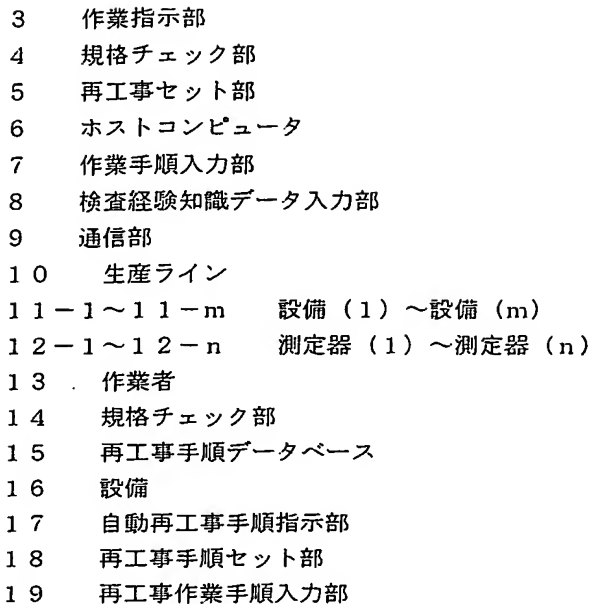 3 作業指示部
4 規格チェック部
5 再工事セット部
6 ホストコンピュータ
7 作業手順入力部
8 検査経験知識データ入力部
9 通信部
10 生産ライン
11-1~11-m 設備(1)~設備(m)
12-1~12-n 測定器(1)~測定器(n)
13 作業者
14 規格チェック部
15 再工事手順データベース
16 設備
17 自動再工事手順指示部
18 再工事手順セット部
19 再工事作業手順入力部